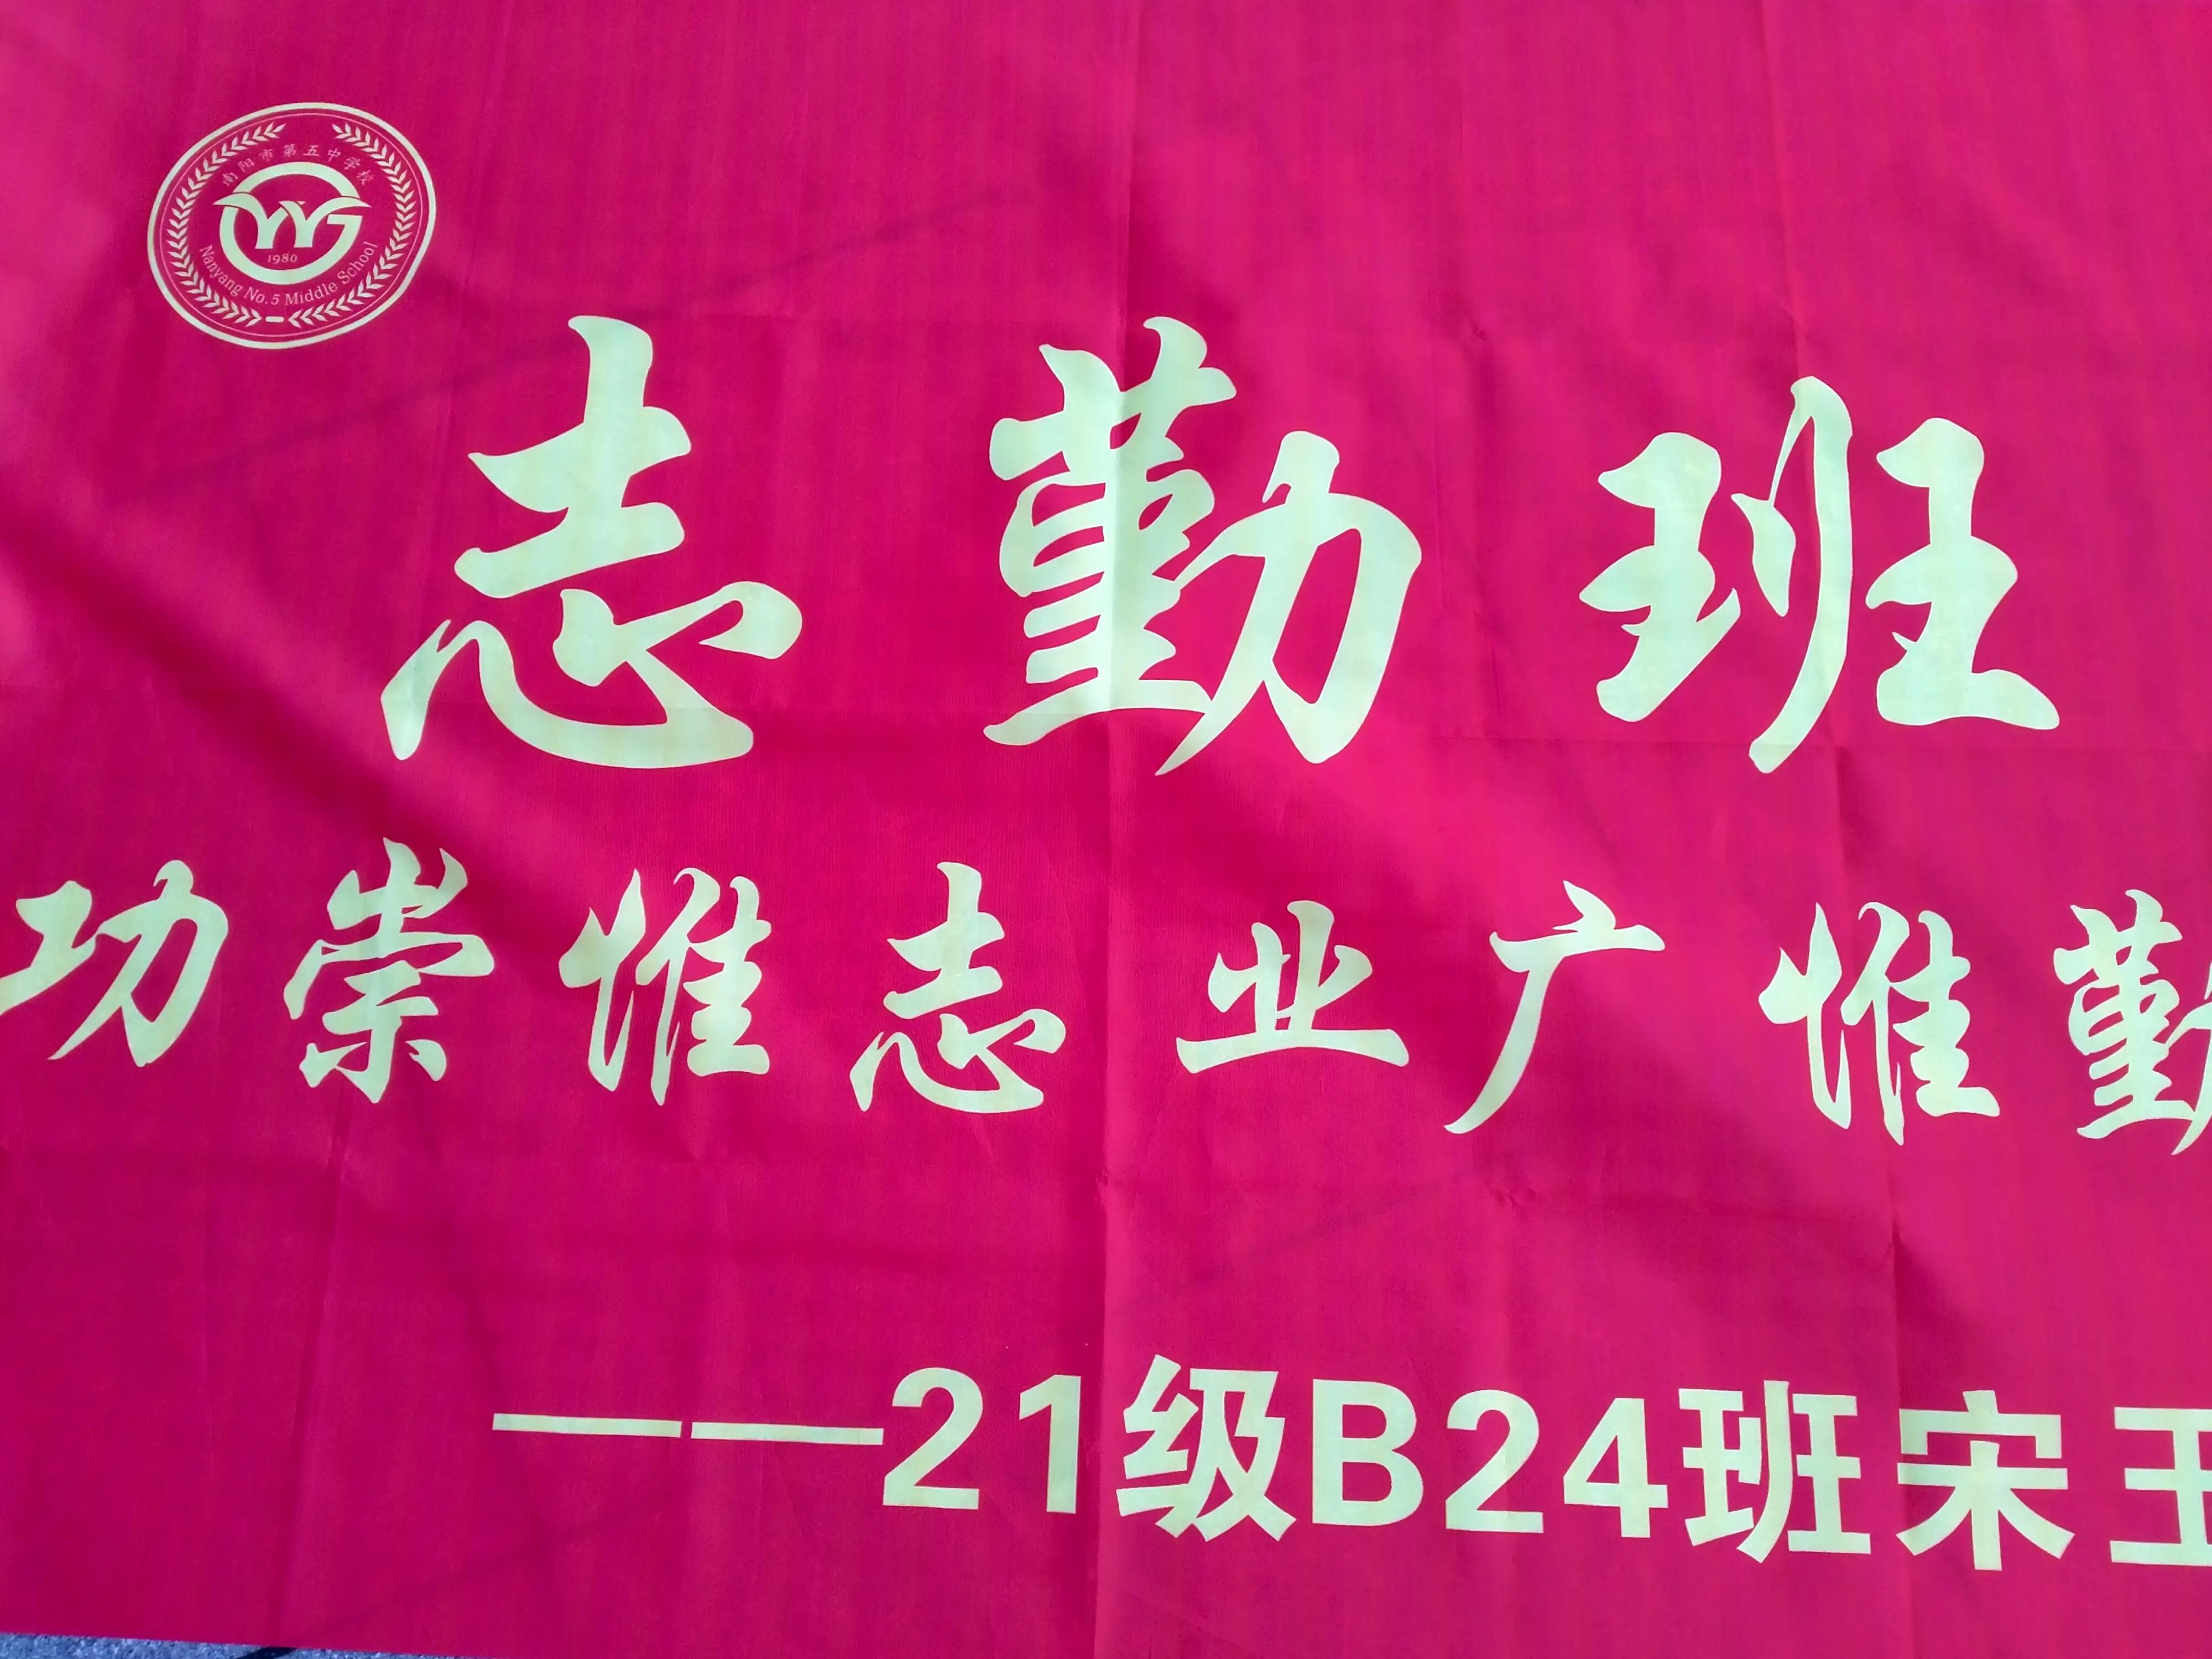 南阳市第五中学校
1980
Nanyang No.5 Middle School
志勤班
功崇惟志业广惟勤
——21级B24班宋